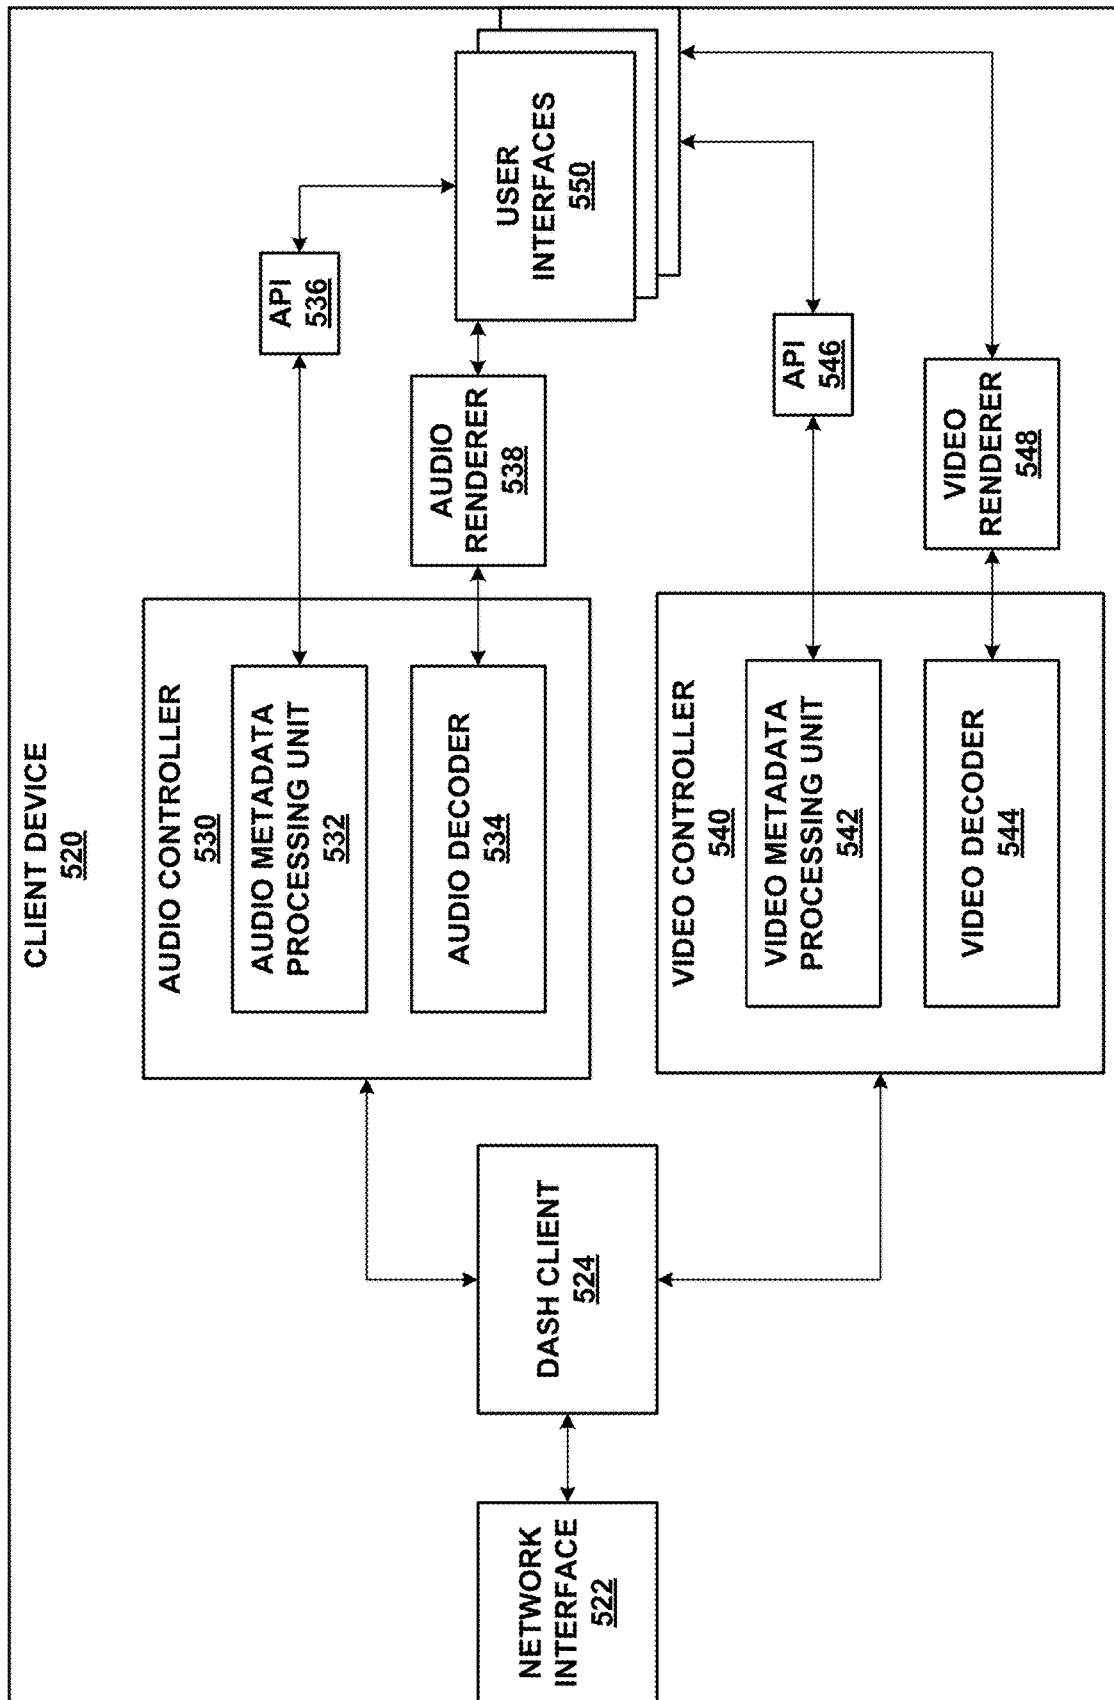 CLIENT DEVICE
520
NETWORK
INTERFACE
522
DASH CLIENT
524
AUDIO CONTROLLER
530
AUDIO METADATA
PROCESSING UNIT
532
AUDIO DECODER
534
API
536
AUDIO
RENDERER
538
VIDEO CONTROLLER
540
VIDEO METADATA
PROCESSING UNIT
542
VIDEO DECODER
544
API
546
VIDEO
RENDERER
548
USER
INTERFACES
550